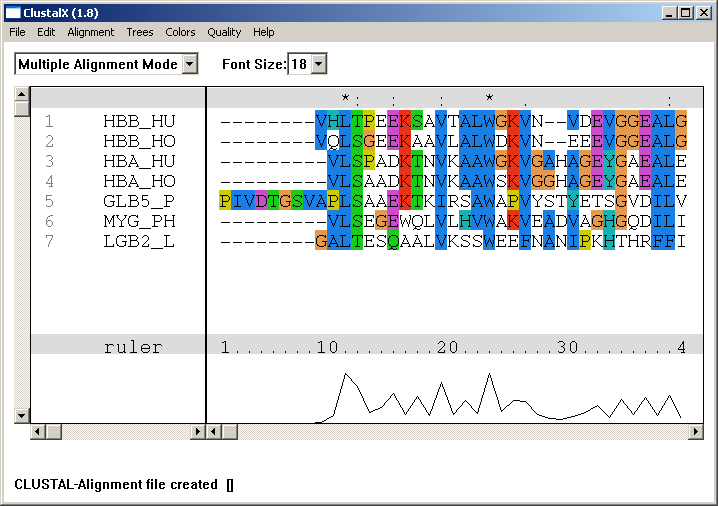 ClustalX (1.8)
File Edit Alignment Trees Colors Quality Help
Multiple Alignment Mode Font Size: 18
*: : : * . :
1 HBB_HU --------VHLTPEEKSAVTALWGKVN--VDEVGGEALG
2 HBB_HO --------VQLSGEEKAAVLALWDKVN--EEEVGGEALG
3 HBA_HU ---------VLSPADKTNVKAAWGKVGAHAGEYGAEALE
4 HBA_HO ---------VLSAADKTNVKAAWSKVGGHAGEYGAEALE
5 GLB5_P PIVDTGSVAPLSAAEKTKIRSAWAPVYSTYETSGVDILV
6 MYG_PH ---------VLSEGEWQLVLHVWAKVEADVAGHGQDILI
7 LGB2_L --------GALTESQAALVKSSWEEFNANIPKHTHRFFI
ruler 1.......10........20........30........4
CLUSTAL-Alignment file created []